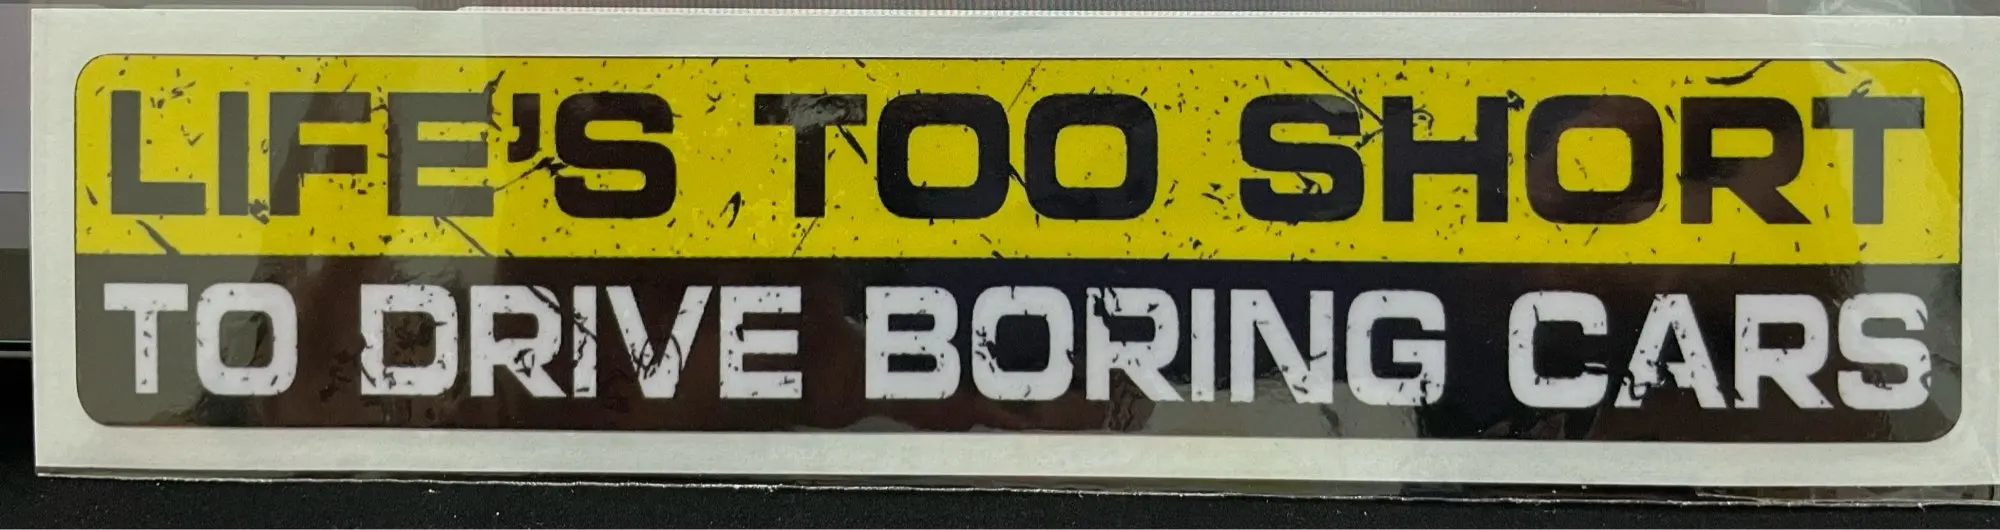 LIFE'S TOO SHORT
TO DRIVE BORING CARS